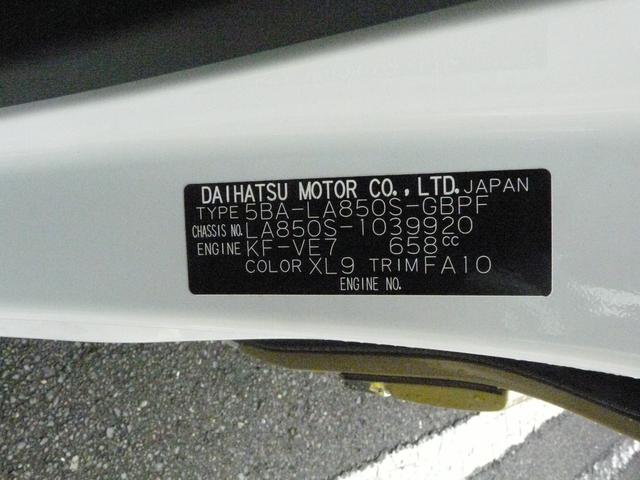 DAIHATSU MOTOR CO., LTD. JAPAN
TYPE 5BA-LA850S-GBPF
CHASSIS NO. LA850S-1039920
ENGINE KF-VE7 658cc
COLOR XL9 TRIM FA10
ENGINE NO.